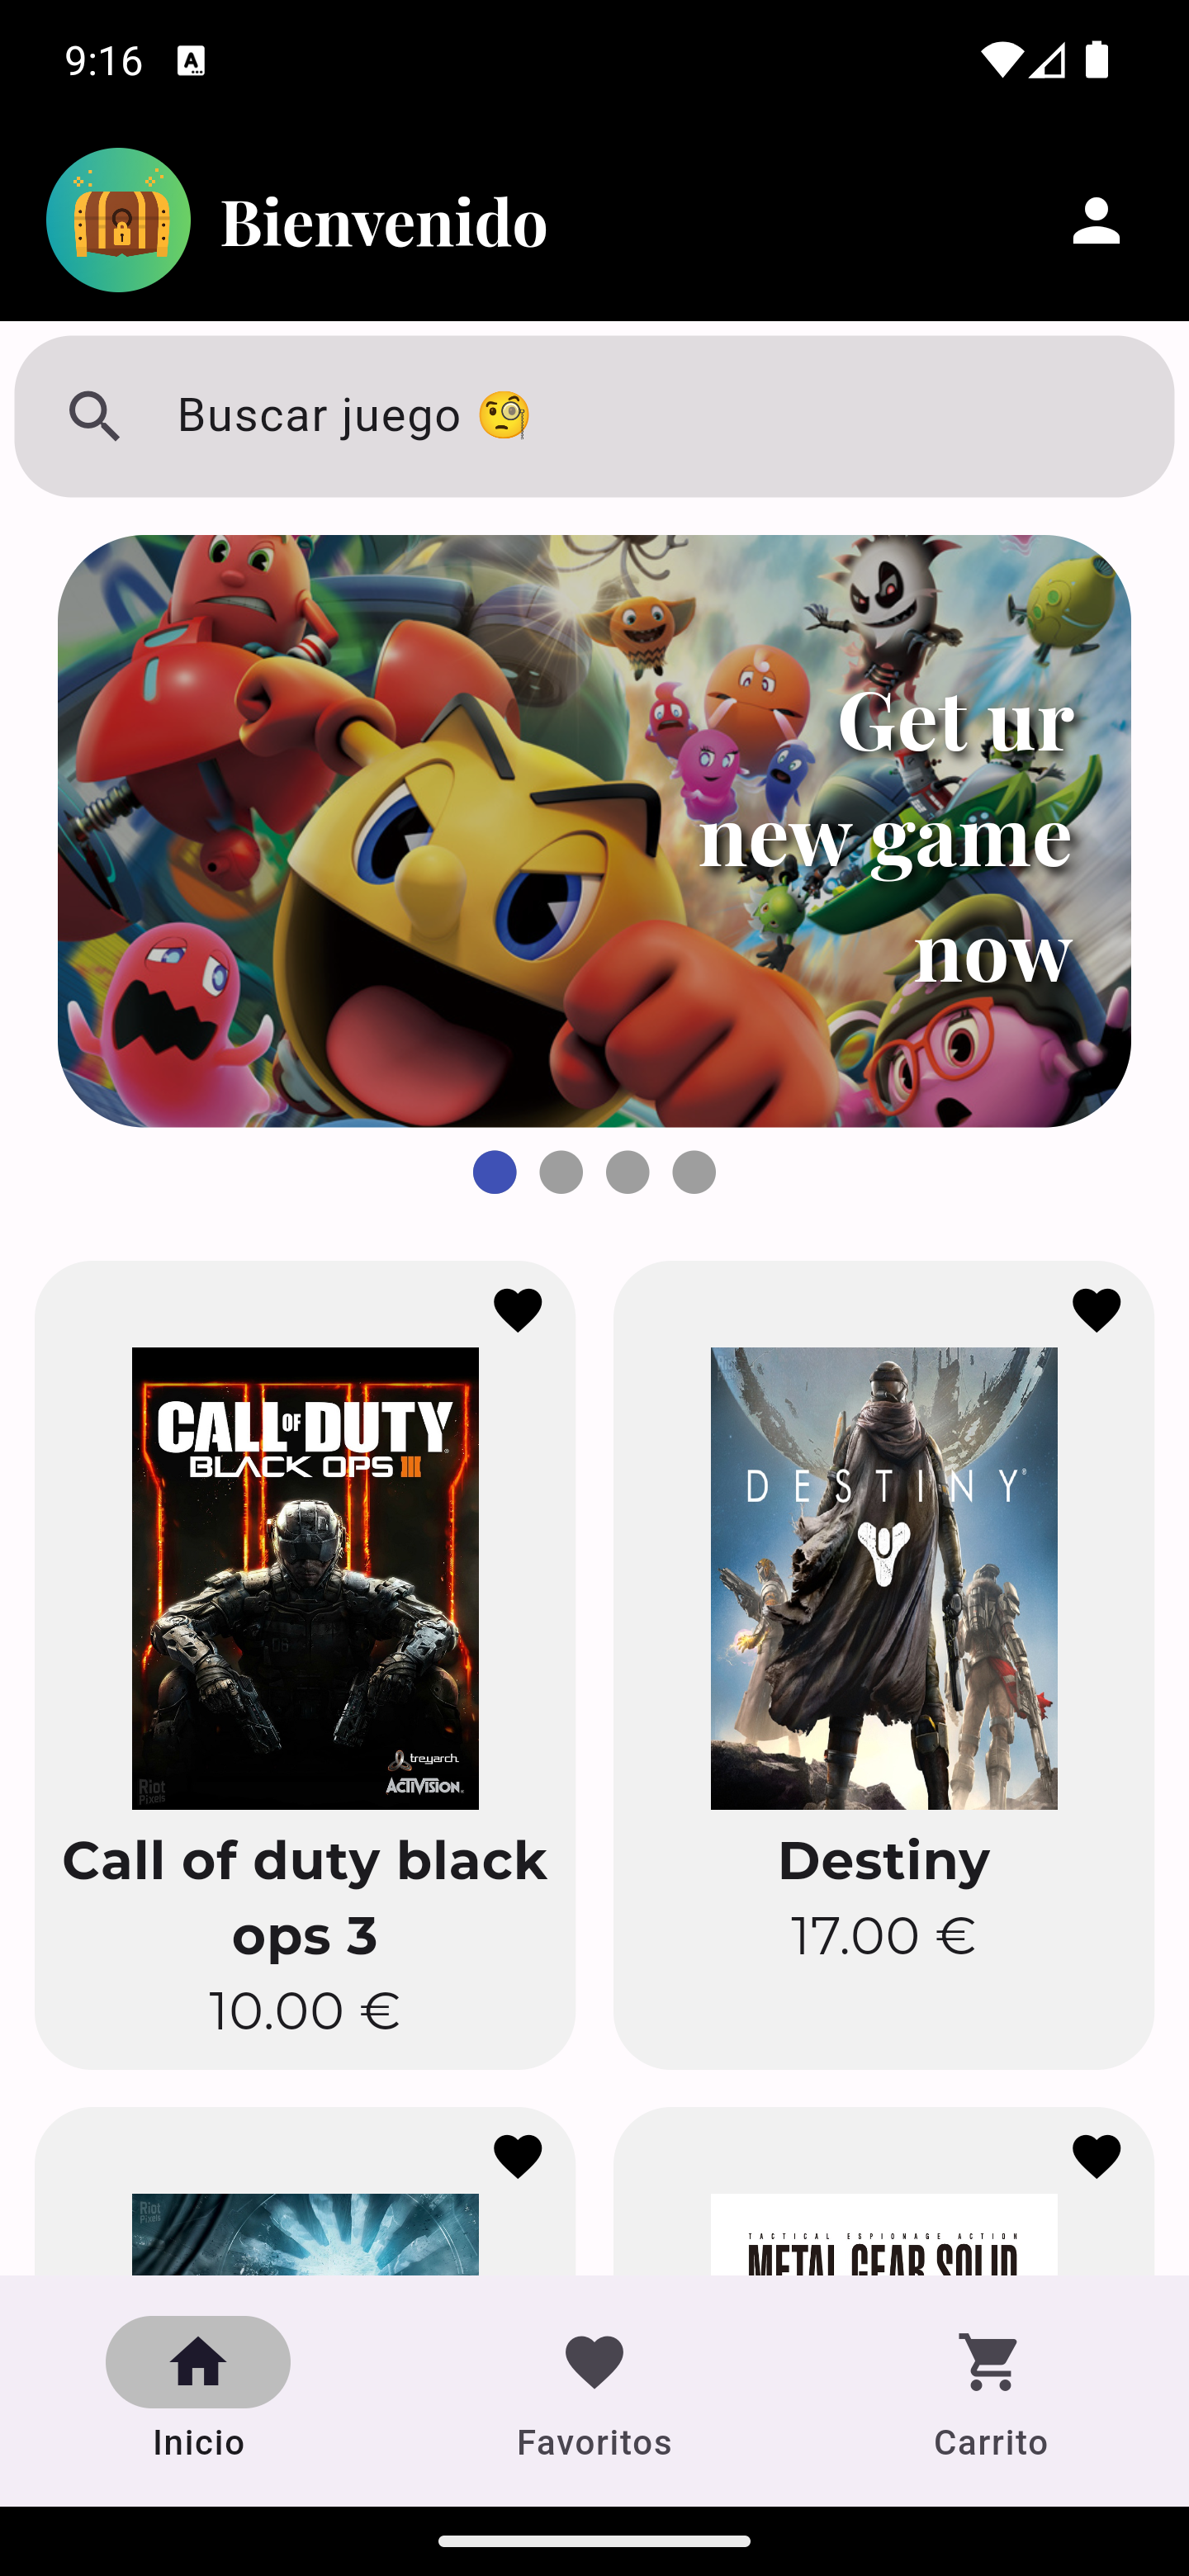 9:16
A
Bienvenido
Buscar juego 🧐
Get ur
new game
now
CALL OF DUTY
BLACK OPS III
treyarch
ACTIVISION
Riot
Pixels
DESTINY
Call of duty black
ops 3
10.00 €
Destiny
17.00 €
Riot
Pixels
TACTICAL ESPIONAGE ACTION
METAL GEAR SOLID
Inicio
Favoritos
Carrito